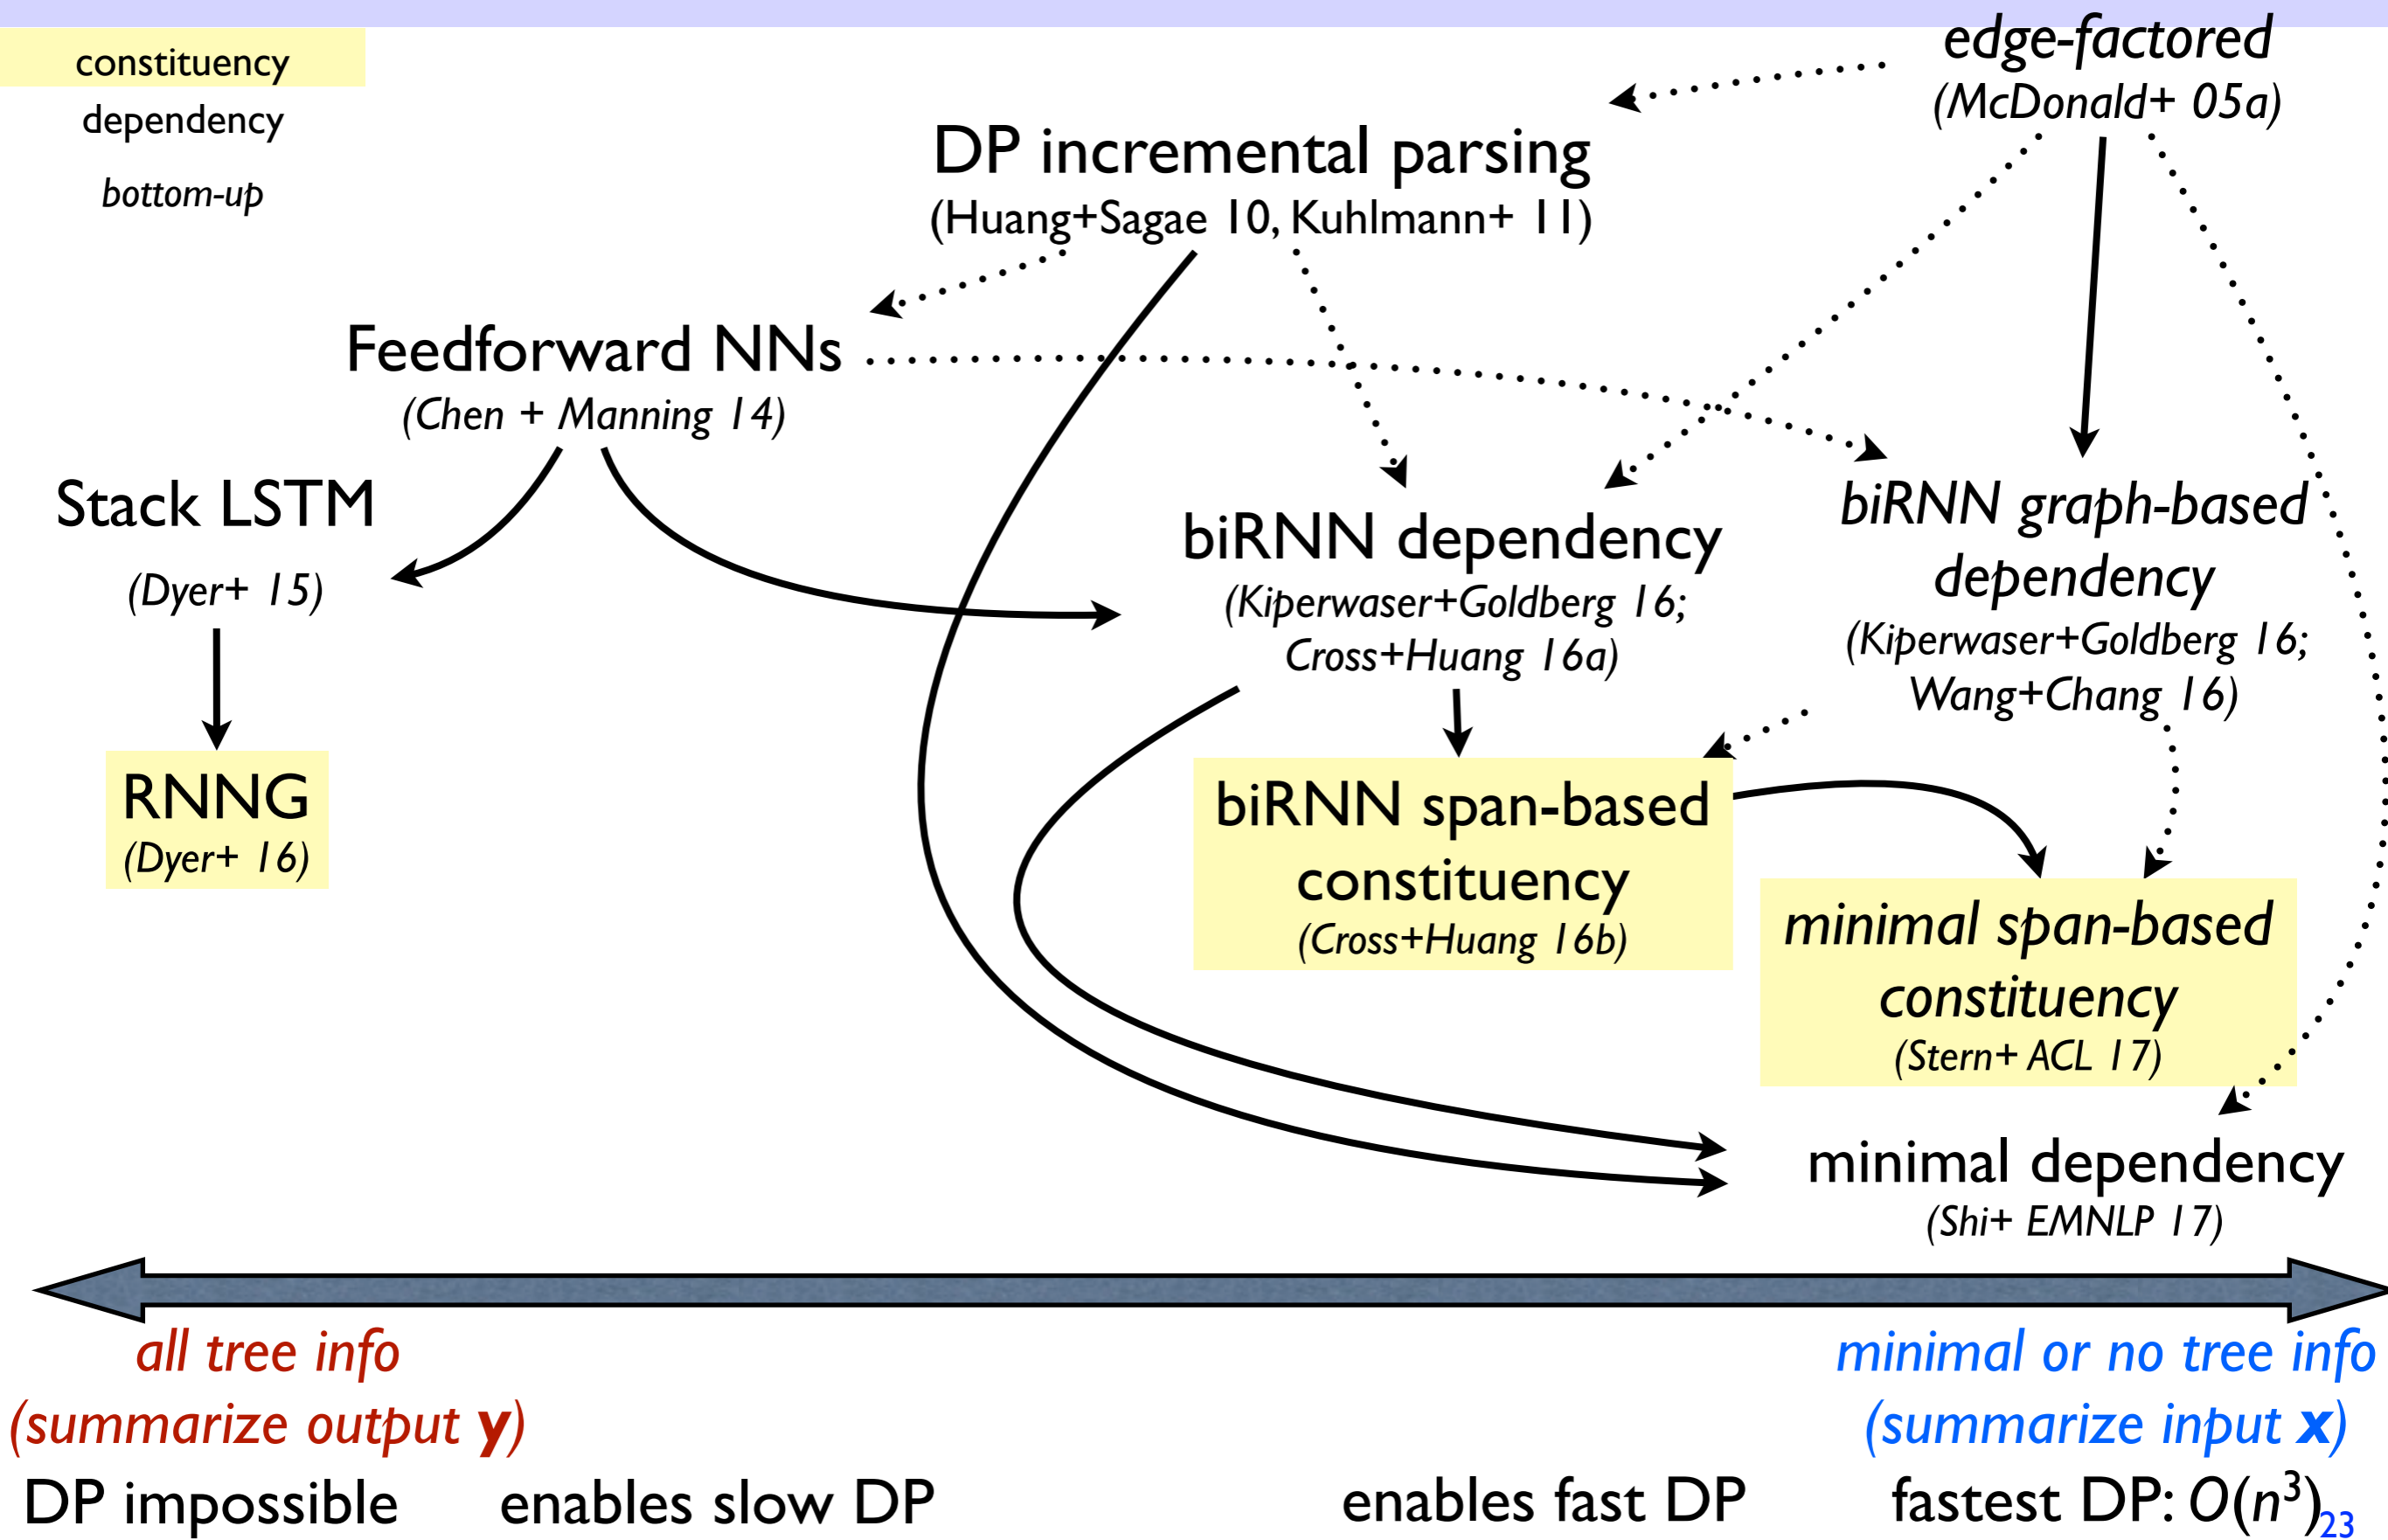 constituency
dependency
bottom-up
edge-factored
(McDonald+ 05a)
DP incremental parsing
(Huang+Sagae 10, Kuhlmann+ 11)
Feedforward NNs
(Chen + Manning 14)
Stack LSTM
(Dyer+ 15)
biRNN dependency
(Kiperwaser+Goldberg 16;
Cross+Huang 16a)
biRNN graph-based
dependency
(Kiperwaser+Goldberg 16;
Wang+Chang 16)
RNNG
(Dyer+ 16)
biRNN span-based
constituency
(Cross+Huang 16b)
minimal span-based
constituency
(Stern+ ACL 17)
minimal dependency
(Shi+ EMNLP 17)
all tree info
(summarize output y)
minimal or no tree info
(summarize input x)
DP impossible
enables slow DP
enables fast DP
fastest DP: O(n³)
23